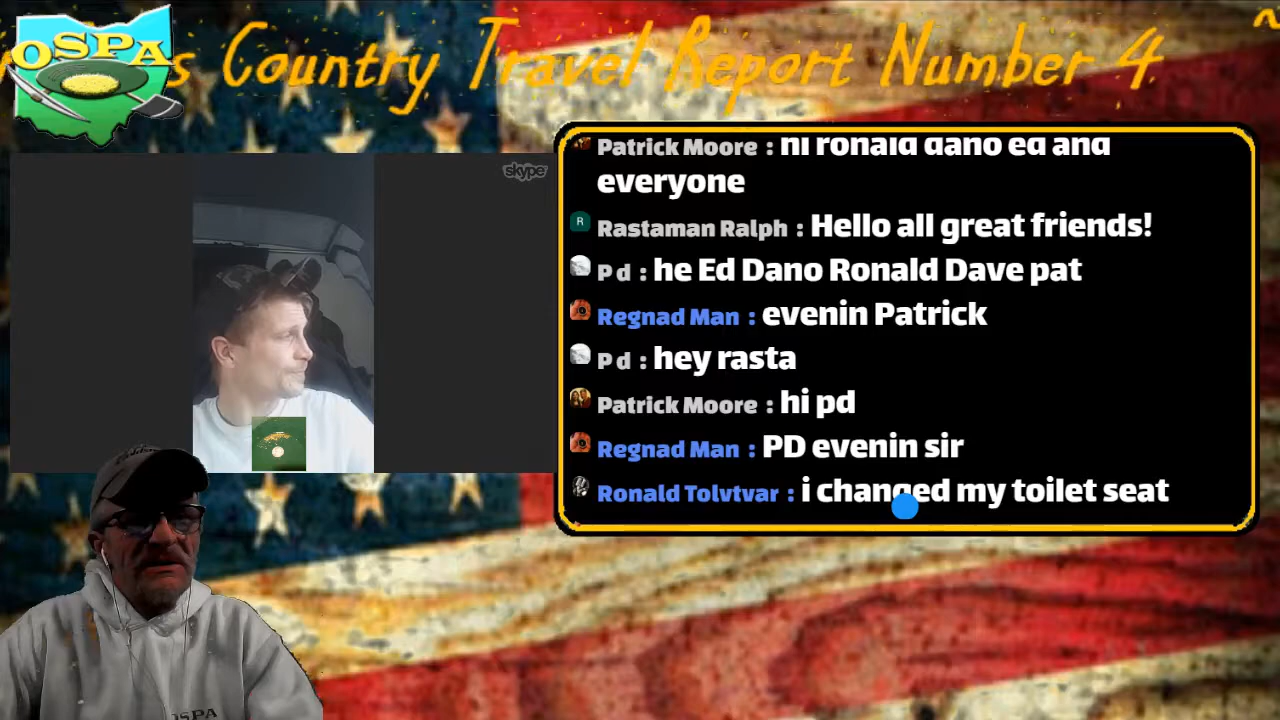 OSPA
s Country Travel Report Number 4 ~
skype
Patrick Moore : hi ronald dano ed and
everyone
R Rastaman Ralph : Hello all great friends!
P d : he Ed Dano Ronald Dave pat
Regnad Man : evenin Patrick
P d : hey rasta
Patrick Moore : hi pd
Regnad Man : PD evenin sir
Ronald Tolvtvar : i changed my toilet seat
OSPA